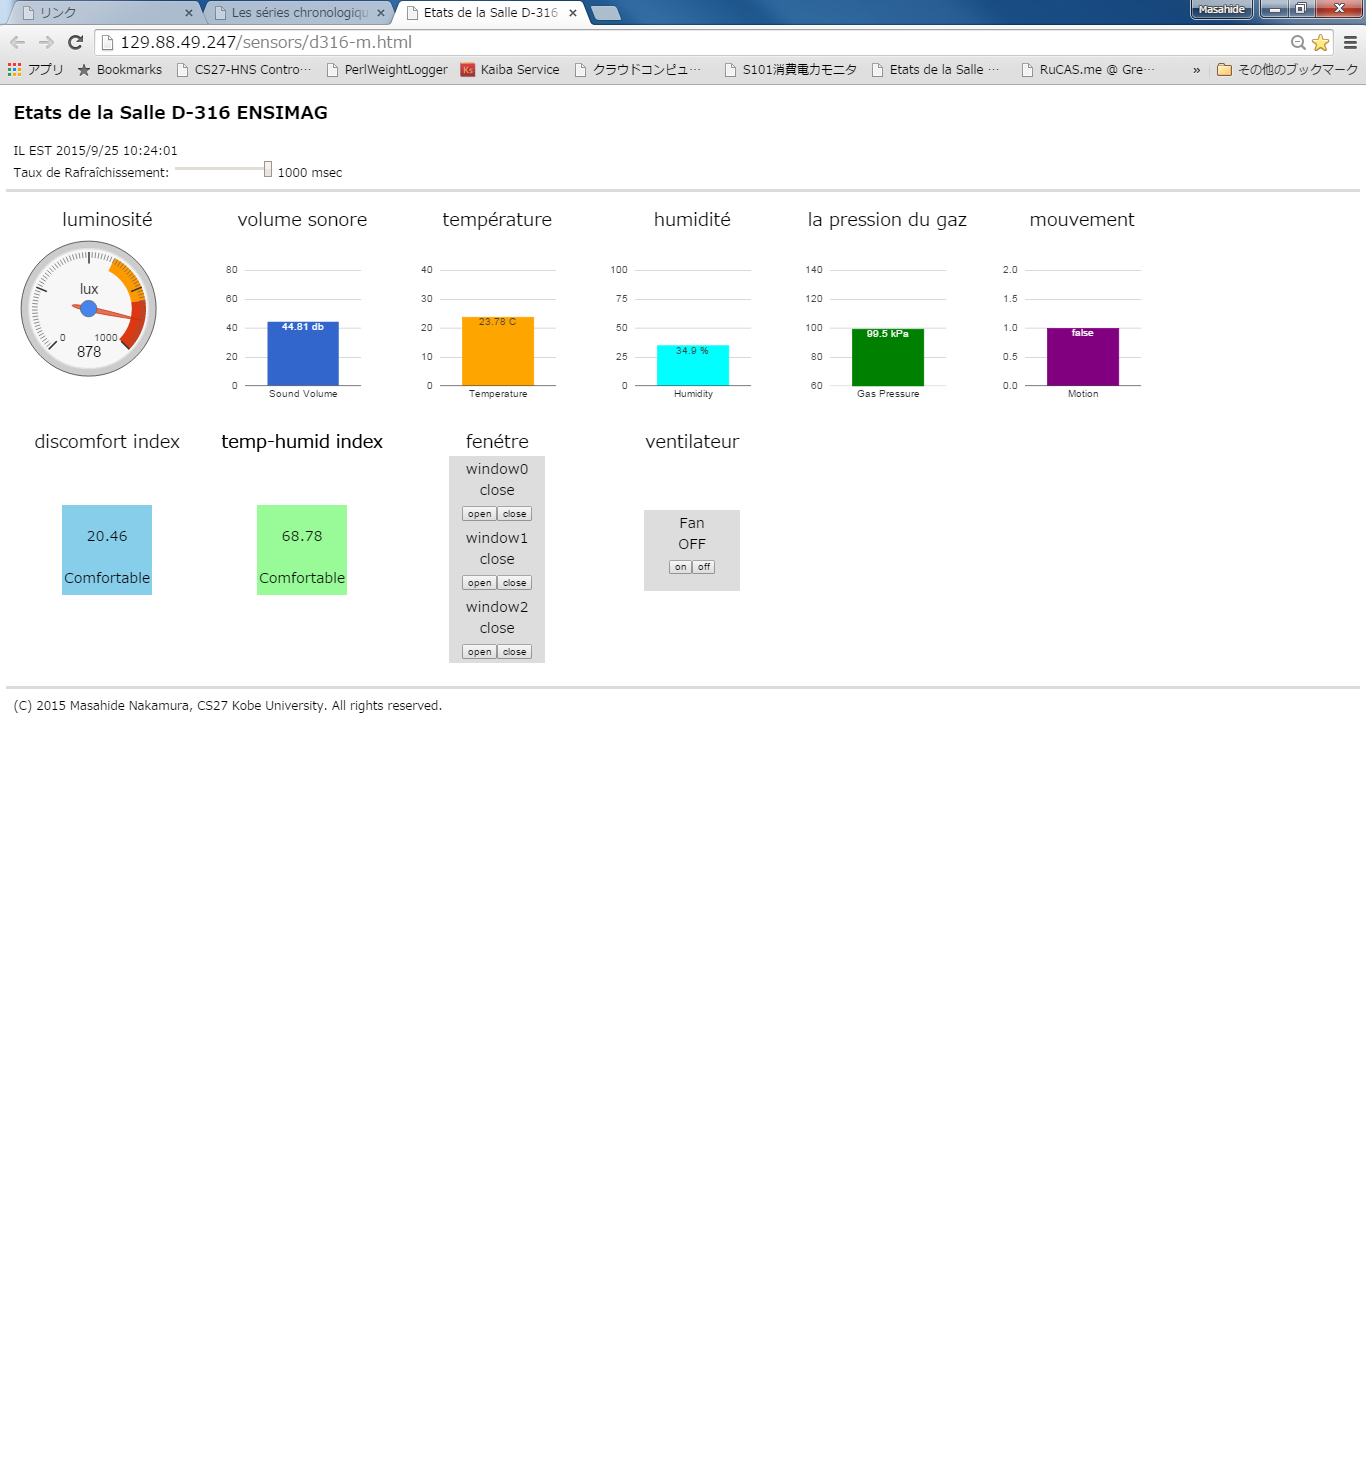 リンク
Les séries chronologiqu
Etats de la Salle D-316
Masahide
129.88.49.247/sensors/d316-m.html
アプリ
Bookmarks
CS27-HNS Contro…
PerlWeightLogger
Ks
Kaiba Service
クラウドコンピュ…
S101消費電力モニタ
Etats de la Salle …
RuCAS.me @ Gre…
»
その他のブックマーク
Etats de la Salle D-316 ENSIMAG
IL EST 2015/9/25 10:24:01
Taux de Rafraîchissement: 1000 msec
luminosité
lux
0
1000
878
volume sonore
80
60
40
20
0
44.81 db
Sound Volume
température
40
30
20
10
0
23.78 C
Temperature
humidité
100
75
50
25
0
34.9 %
Humidity
la pression du gaz
140
120
100
80
60
99.5 kPa
Gas Pressure
mouvement
2.0
1.5
1.0
0.5
0.0
false
Motion
discomfort index
20.46
Comfortable
temp-humid index
68.78
Comfortable
fenétre
window0
close
open close
window1
close
open close
window2
close
open close
ventilateur
Fan
OFF
on off
(C) 2015 Masahide Nakamura, CS27 Kobe University. All rights reserved.